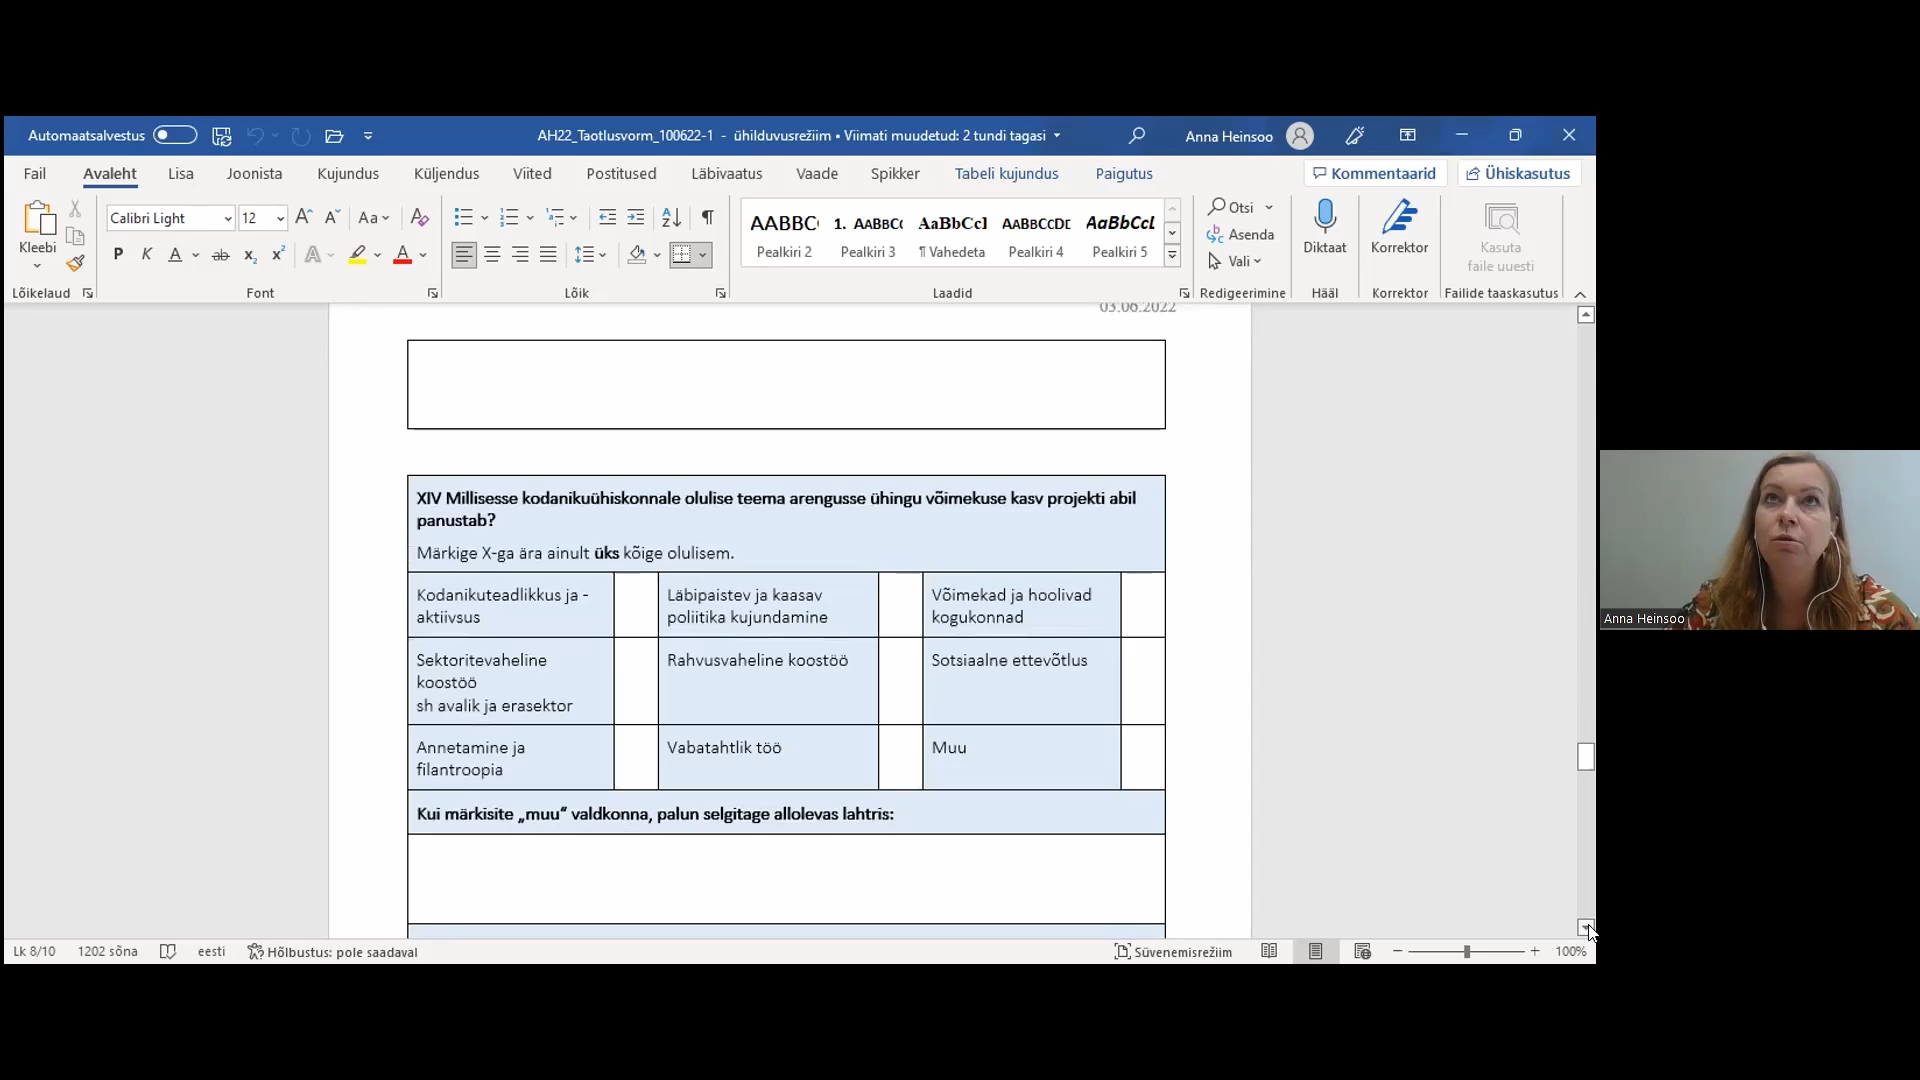 Automaatsalvestus
AH22_Taotlusvorm_100622-1 - ühilduvusrežiim • Viimati muudetud: 2 tundi tagasi
Anna Heinsoo
Fail Avaleht Lisa Joonista Kujundus Küljendus Viited Postitused Läbivaatus Vaade Spikker Tabeli kujundus Paigutus
Kommentaarid Ühiskasutus
Kleebi
Calibri Light 12
Aa
P K A ab x₂ x²
AABBC 1. AABBC AaBbCcI AABBCCDE AaBbCcL
Pealkiri 2 Pealkiri 3 ¶ Vahedeta Pealkiri 4 Pealkiri 5
Otsi
Asenda
Vali
Diktaat
Korrektor
Kasuta
faile uuesti
Lõikelaud Font Lõik Laadid Redigeerimine Hääl Korrektor Failide taaskasutus
03.06.2022
XIV Millisesse kodanikuühiskonnale olulise teema arengusse ühingu võimekuse kasv projekti abil
panustab?
Märkige X-ga ära ainult üks kõige olulisem.
Kodanikuteadlikkus ja -
aktiivsus
Läbipaistev ja kaasav
poliitika kujundamine
Võimekad ja hoolivad
kogukonnad
Sektoritevaheline
koostöö
sh avalik ja erasektor
Rahvusvaheline koostöö
Sotsiaalne ettevõtlus
Annetamine ja
filantroopia
Vabatahtlik töö
Muu
Kui märkisite „muu“ valdkonna, palun selgitage allolevas lahtris:
Lk 8/10 1202 sõna eesti Hõlbustus: pole saadaval
Süvenemisrežiim 100%
Anna Heinsoo